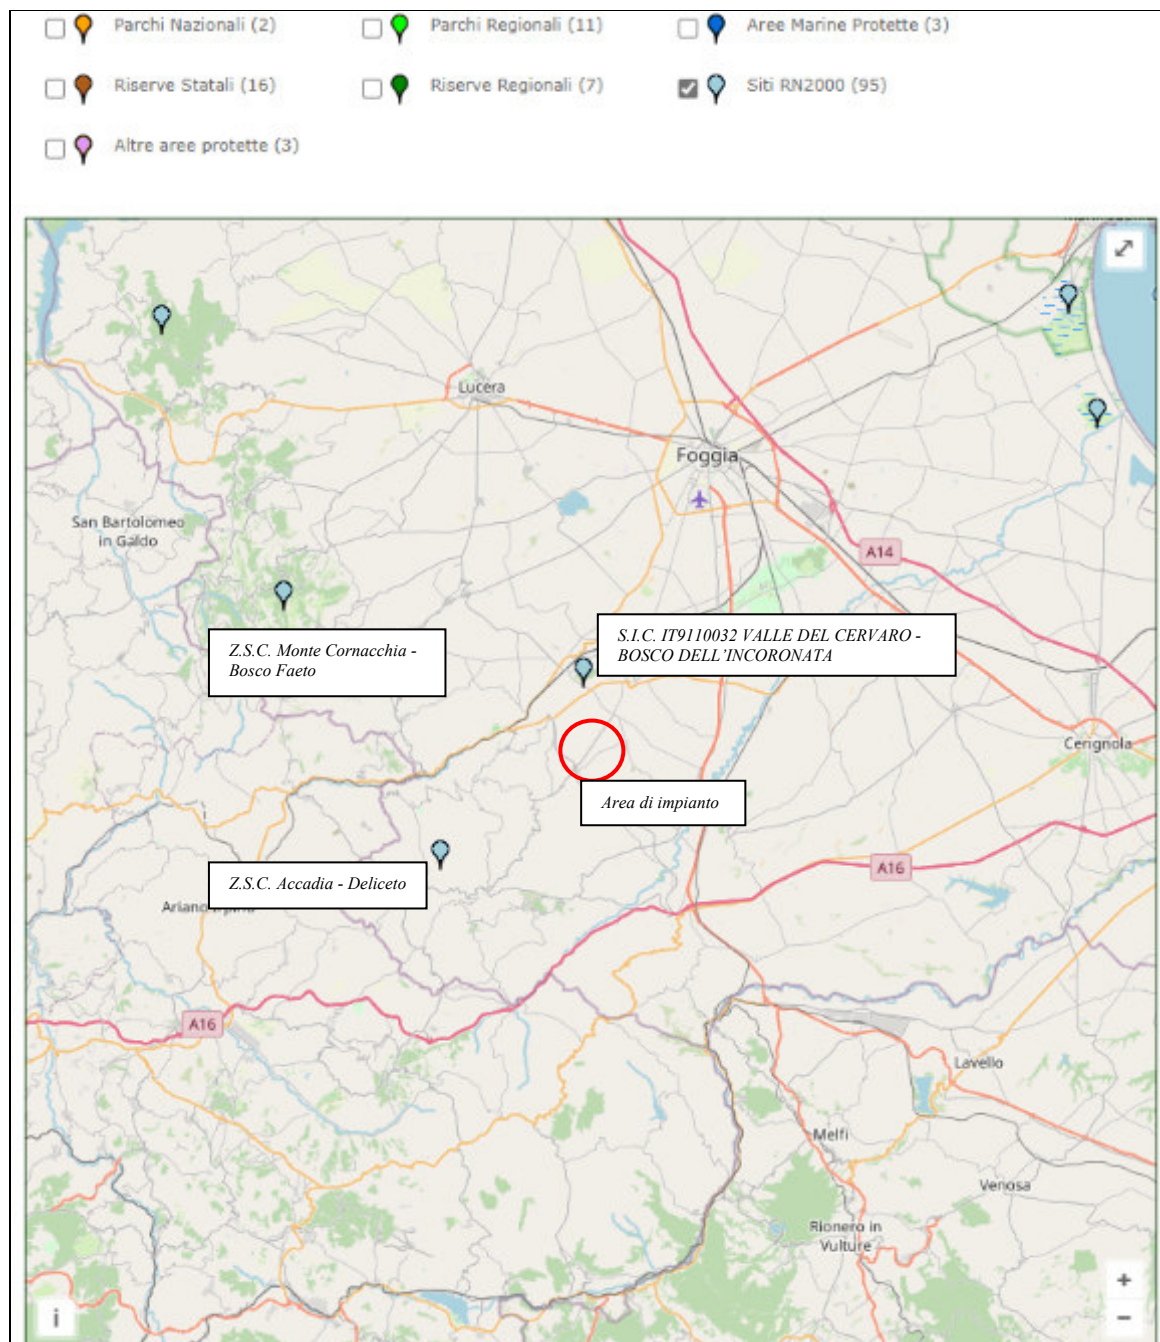 Parchi Nazionali (2)
Parchi Regionali (11)
Aree Marine Protette (3)
Riserve Statali (16)
Riserve Regionali (7)
Siti RN2000 (95)
Altre aree protette (3)
Lucera
Foggia
San Bartolomeo
in Galdo
A14
S.I.C. IT9110032 VALLE DEL CERVARO -
BOSCO DELL'INCORONATA
Z.S.C. Monte Cornacchia -
Bosco Faeto
Cerignola
Area di impianto
A16
Z.S.C. Accadia - Deliceto
Ariano
A16
Lavello
Melfi
Venosa
Rionero in
Vulture
i
+
−